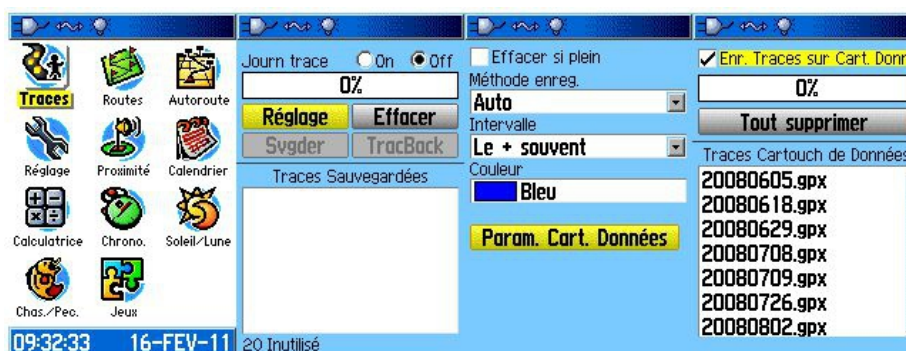 Traces
Routes
Autoroute
Réglage
Proximité
Calendrier
Calculatrice
Chrono.
Soleil/Lune
Chas./Pec.
Jeux
09:32:33 16-FEV-11
Journ trace On Off
0%
Réglage Effacer
Svgder TracBack
Traces Sauvegardées
20 Inutilisé
Effacer si plein
Méthode enreg.
Auto
Intervalle
Le + souvent
Couleur
Bleu
Param. Cart. Données
Enr. Traces sur Cart. Donn
0%
Tout supprimer
Traces Cartouch de Données
20080605.gpx
20080618.gpx
20080629.gpx
20080708.gpx
20080709.gpx
20080726.gpx
20080802.gpx